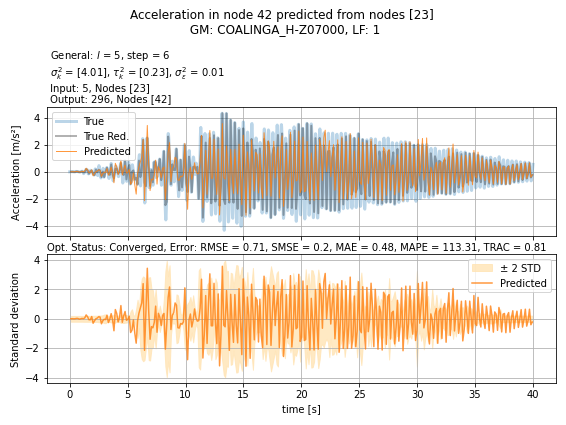 Acceleration in node 42 predicted from nodes [23]
GM: COALINGA_H-Z07000, LF: 1
General: l = 5, step = 6
σ²ₖ = [4.01], τ²ₖ = [0.23], σ²ε = 0.01
Input: 5, Nodes [23]
Output: 296, Nodes [42]
True
True Red.
Predicted
Acceleration [m/s²]
4
2
0
−2
−4
Opt. Status: Converged, Error: RMSE = 0.71, SMSE = 0.2, MAE = 0.48, MAPE = 113.31, TRAC = 0.81
± 2 STD
Predicted
Standard deviation
4
2
0
−2
−4
0 5 10 15 20 25 30 35 40
time [s]